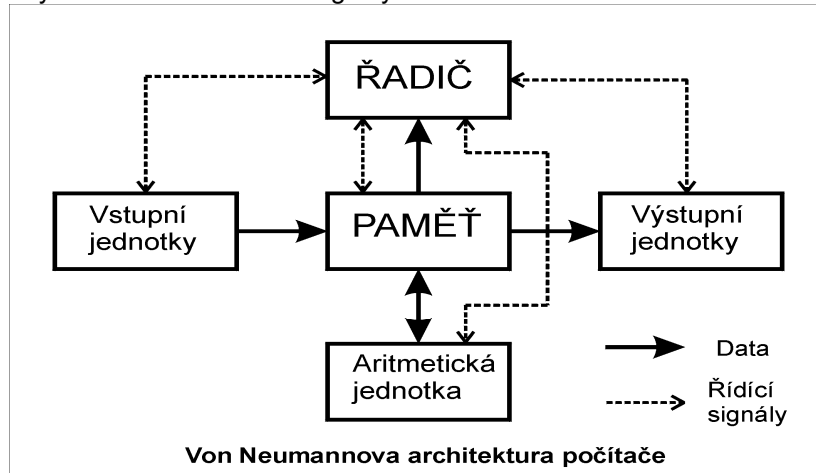 ŘADIČ
Vstupní
jednotky
PAMĚŤ
Výstupní
jednotky
Aritmetická
jednotka
Data
Řídící
signály
Von Neumannova architektura počítače